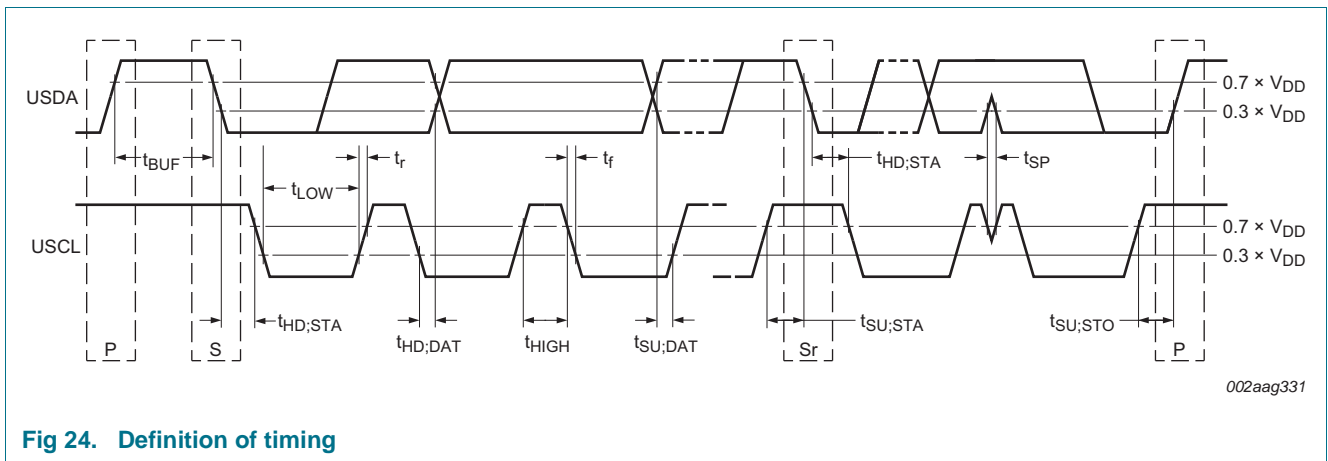 USDA
0.7 × VDD
0.3 × VDD
tBUF
tLOW
tr
tf
tHD;STA
tSP
USCL
0.7 × VDD
0.3 × VDD
tHD;STA
tHD;DAT
tHIGH
tSU;DAT
tSU;STA
tSU;STO
P
S
Sr
P
002aag331
Fig 24. Definition of timing